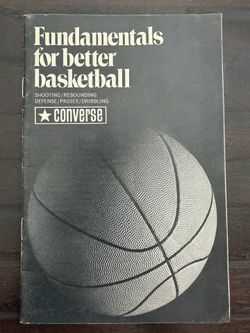 Fundamentals
for better
basketball
SHOOTING/REBOUNDING
DEFENSE/PASSES/DRIBBLING
★ CONVERSE